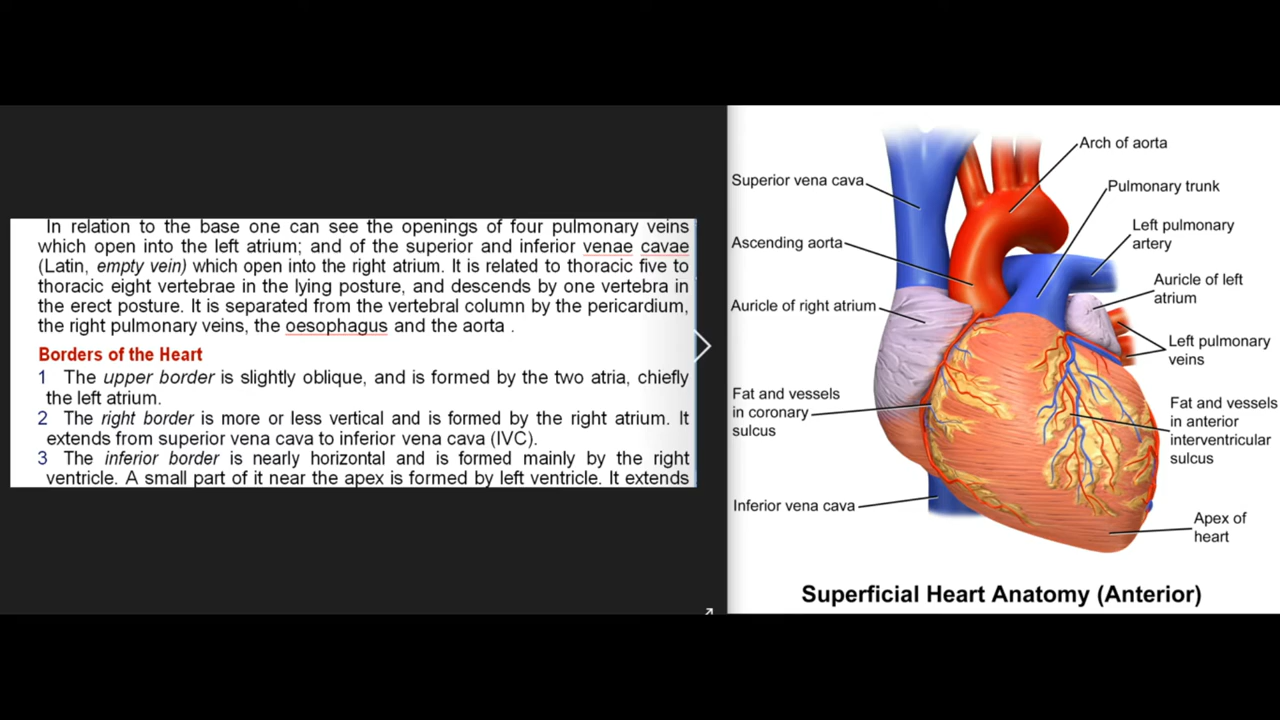 In relation to the base one can see the openings of four pulmonary veins
which open into the left atrium; and of the superior and inferior venae cavae
(Latin, empty vein) which open into the right atrium. It is related to thoracic five to
thoracic eight vertebrae in the lying posture, and descends by one vertebra in
the erect posture. It is separated from the vertebral column by the pericardium,
the right pulmonary veins, the oesophagus and the aorta .
Borders of the Heart
1 The upper border is slightly oblique, and is formed by the two atria, chiefly
the left atrium.
2 The right border is more or less vertical and is formed by the right atrium. It
extends from superior vena cava to inferior vena cava (IVC).
3 The inferior border is nearly horizontal and is formed mainly by the right
ventricle. A small part of it near the apex is formed by left ventricle. It extends
Superior vena cava
Ascending aorta
Auricle of right atrium
Fat and vessels
in coronary
sulcus
Inferior vena cava
Arch of aorta
Pulmonary trunk
Left pulmonary
artery
Auricle of left
atrium
Left pulmonary
veins
Fat and vessels
in anterior
interventricular
sulcus
Apex of
heart
Superficial Heart Anatomy (Anterior)